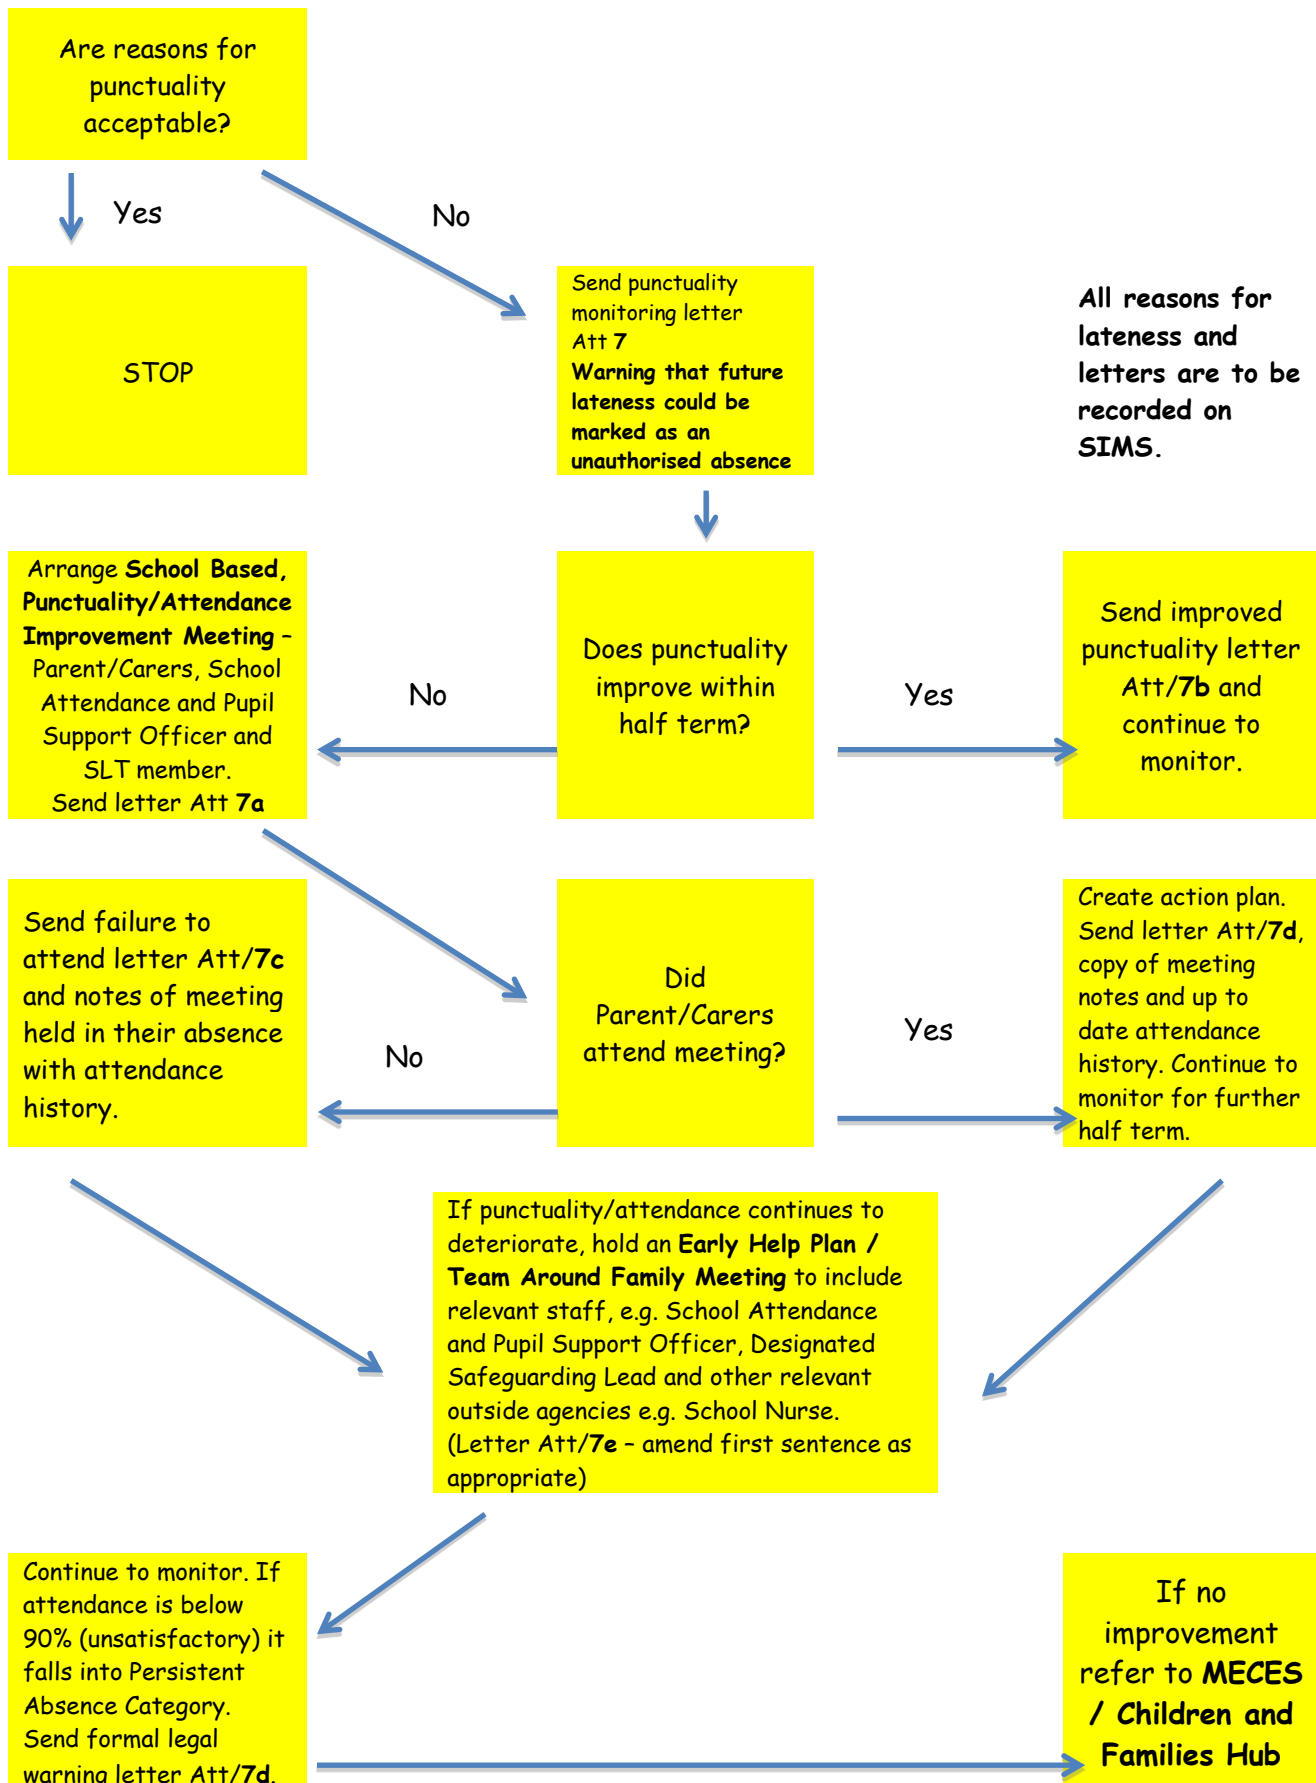 Are reasons for
punctuality
acceptable?
Yes
No
STOP
Send punctuality
monitoring letter
Att 7
Warning that future
lateness could be
marked as an
unauthorised absence
All reasons for
lateness and
letters are to be
recorded on
SIMS.
Arrange School Based,
Punctuality/Attendance
Improvement Meeting –
Parent/Carers, School
Attendance and Pupil
Support Officer and
SLT member.
Send letter Att 7a
No
Does punctuality
improve within
half term?
Yes
Send improved
punctuality letter
Att/7b and
continue to
monitor.
Send failure to
attend letter Att/7c
and notes of meeting
held in their absence
with attendance
history.
No
Did
Parent/Carers
attend meeting?
Yes
Create action plan.
Send letter Att/7d,
copy of meeting
notes and up to
date attendance
history. Continue to
monitor for further
half term.
If punctuality/attendance continues to
deteriorate, hold an Early Help Plan /
Team Around Family Meeting to include
relevant staff, e.g. School Attendance
and Pupil Support Officer, Designated
Safeguarding Lead and other relevant
outside agencies e.g. School Nurse.
(Letter Att/7e – amend first sentence as
appropriate)
Continue to monitor. If
attendance is below
90% (unsatisfactory) it
falls into Persistent
Absence Category.
Send formal legal
warning letter Att/7d.
If no
improvement
refer to MECES
/ Children and
Families Hub